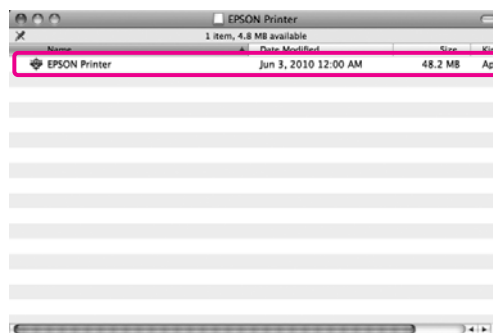 EPSON Printer
1 item, 4.8 MB available
Name Date Modified Size
EPSON Printer Jun 3, 2010 12:00 AM 48.2 MB